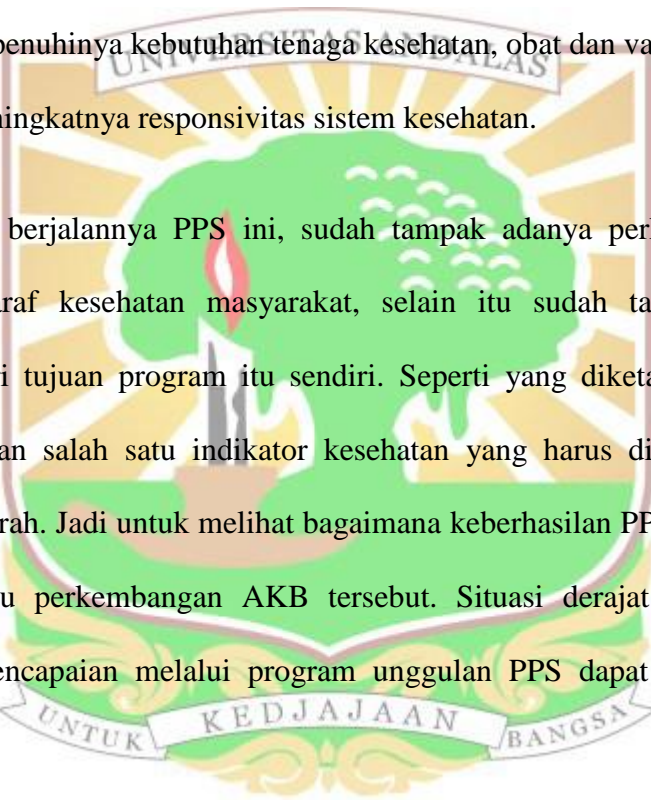 penuhinya kebutuhan tenaga kesehatan, obat dan va
UNIVERSITAS ANDALAS
ningkatnya responsivitas sistem kesehatan.
berjalannya PPS ini, sudah tampak adanya per
raf kesehatan masyarakat, selain itu sudah ta
i tujuan program itu sendiri. Seperti yang diketa
an salah satu indikator kesehatan yang harus di
rah. Jadi untuk melihat bagaimana keberhasilan PP
u perkembangan AKB tersebut. Situasi derajat
encapaian melalui program unggulan PPS dapat
UNTUK KEDJAJAAN BANGSA